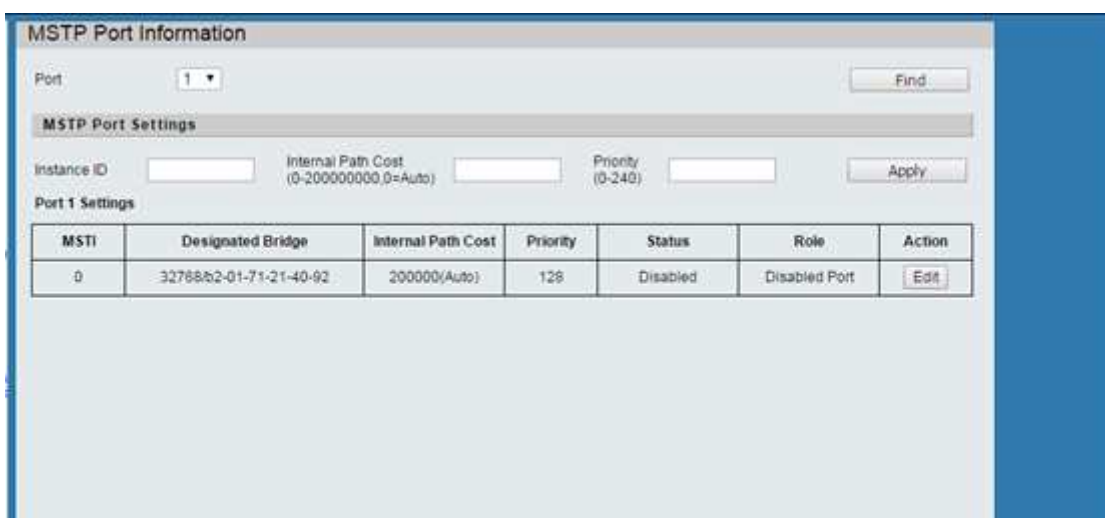 MSTP Port Information
Port 1 Find
MSTP Port Settings
Instance ID Internal Path Cost (0-200000000,0=Auto) Priority (0-240) Apply
Port 1 Settings
MSTI Designated Bridge Internal Path Cost Priority Status Role Action
0 32768/b2-01-71-21-40-92 200000(Auto) 128 Disabled Disabled Port Edit